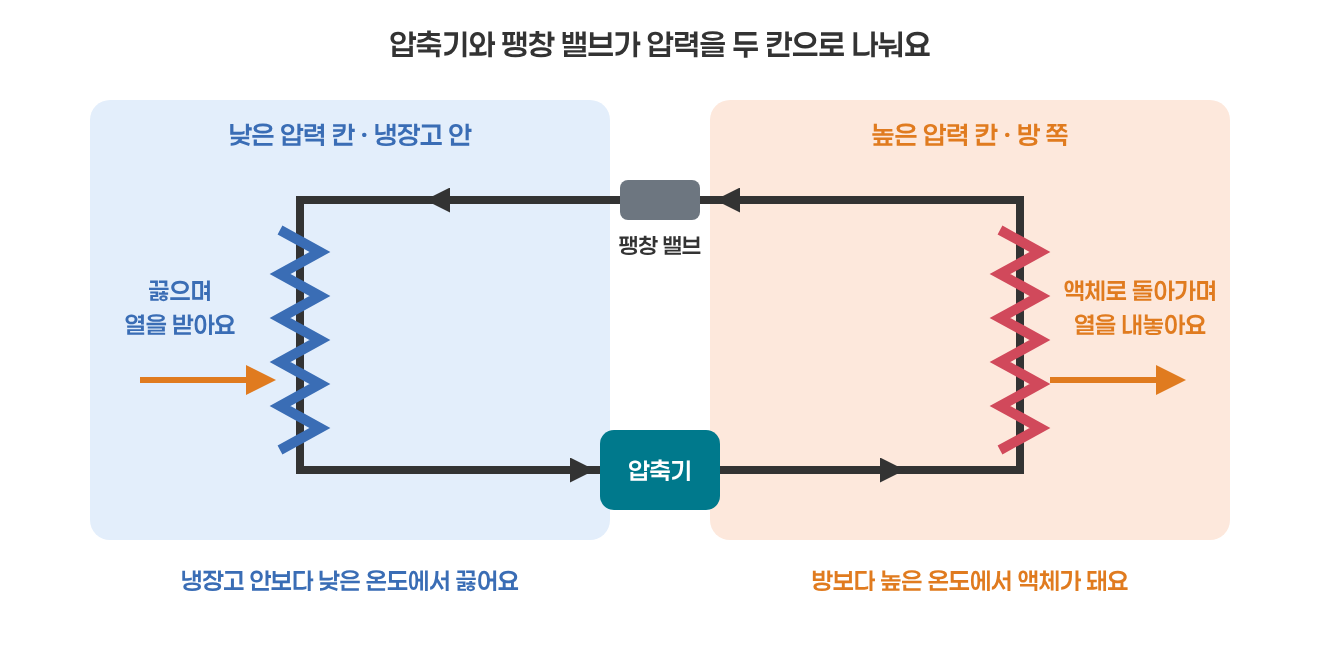 압축기와 팽창 밸브가 압력을 두 칸으로 나눠요
낮은 압력 칸 · 냉장고 안
높은 압력 칸 · 방 쪽
팽창 밸브
끓으며
열을 받아요
액체로 돌아가며
열을 내놓아요
압축기
냉장고 안보다 낮은 온도에서 끓어요
방보다 높은 온도에서 액체가 돼요